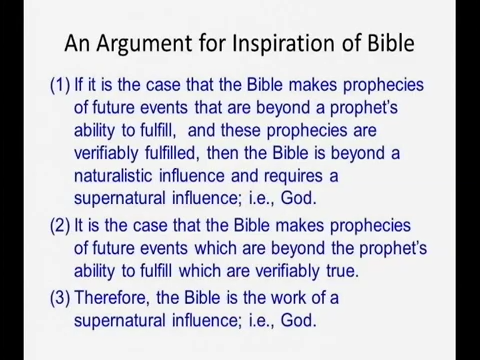 An Argument for Inspiration of Bible
(1) If it is the case that the Bible makes prophecies
of future events that are beyond a prophet's
ability to fulfill, and these prophecies are
verifiably fulfilled, then the Bible is beyond a
naturalistic influence and requires a
supernatural influence; i.e., God.
(2) It is the case that the Bible makes prophecies
of future events which are beyond the prophet's
ability to fulfill which are verifiably true.
(3) Therefore, the Bible is the work of a
supernatural influence; i.e., God.